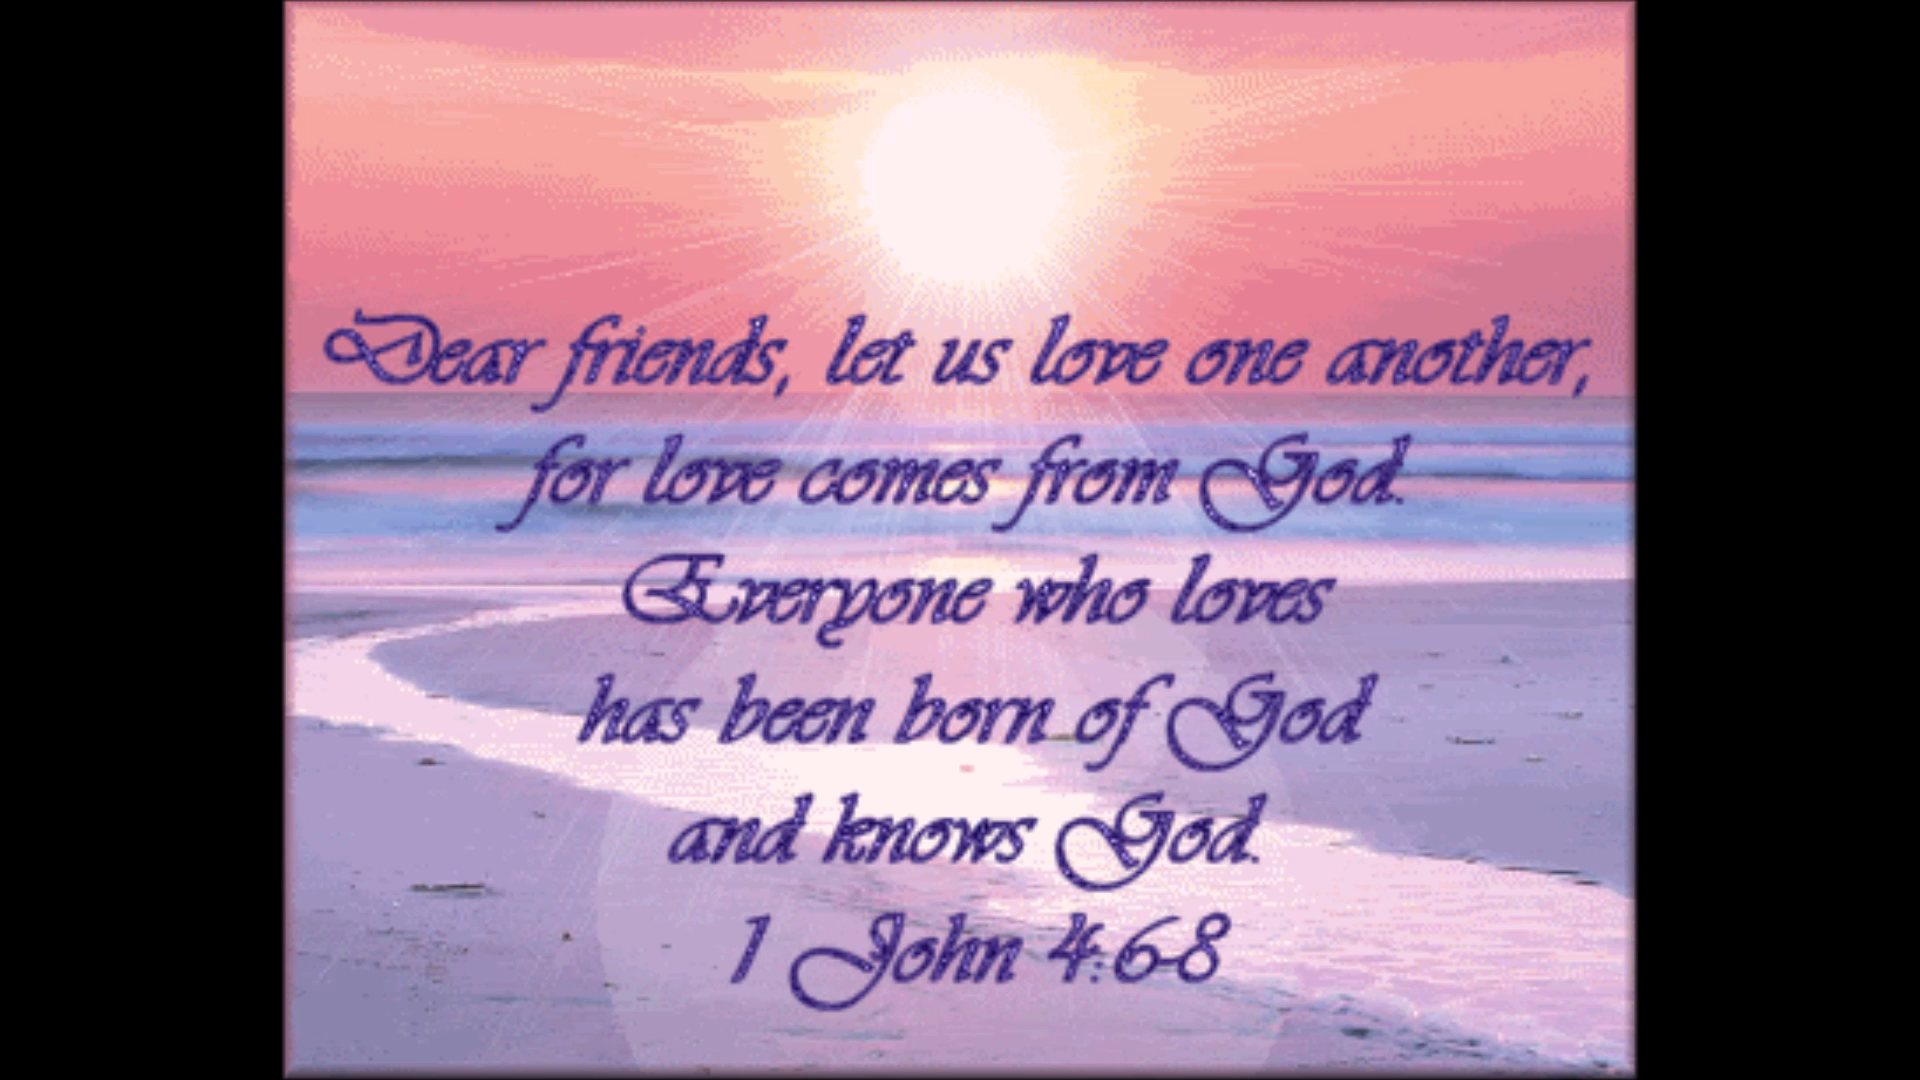 Dear friends, let us love one another,
for love comes from God.
Everyone who loves
has been born of God
and knows God.
1 John 4:6-8